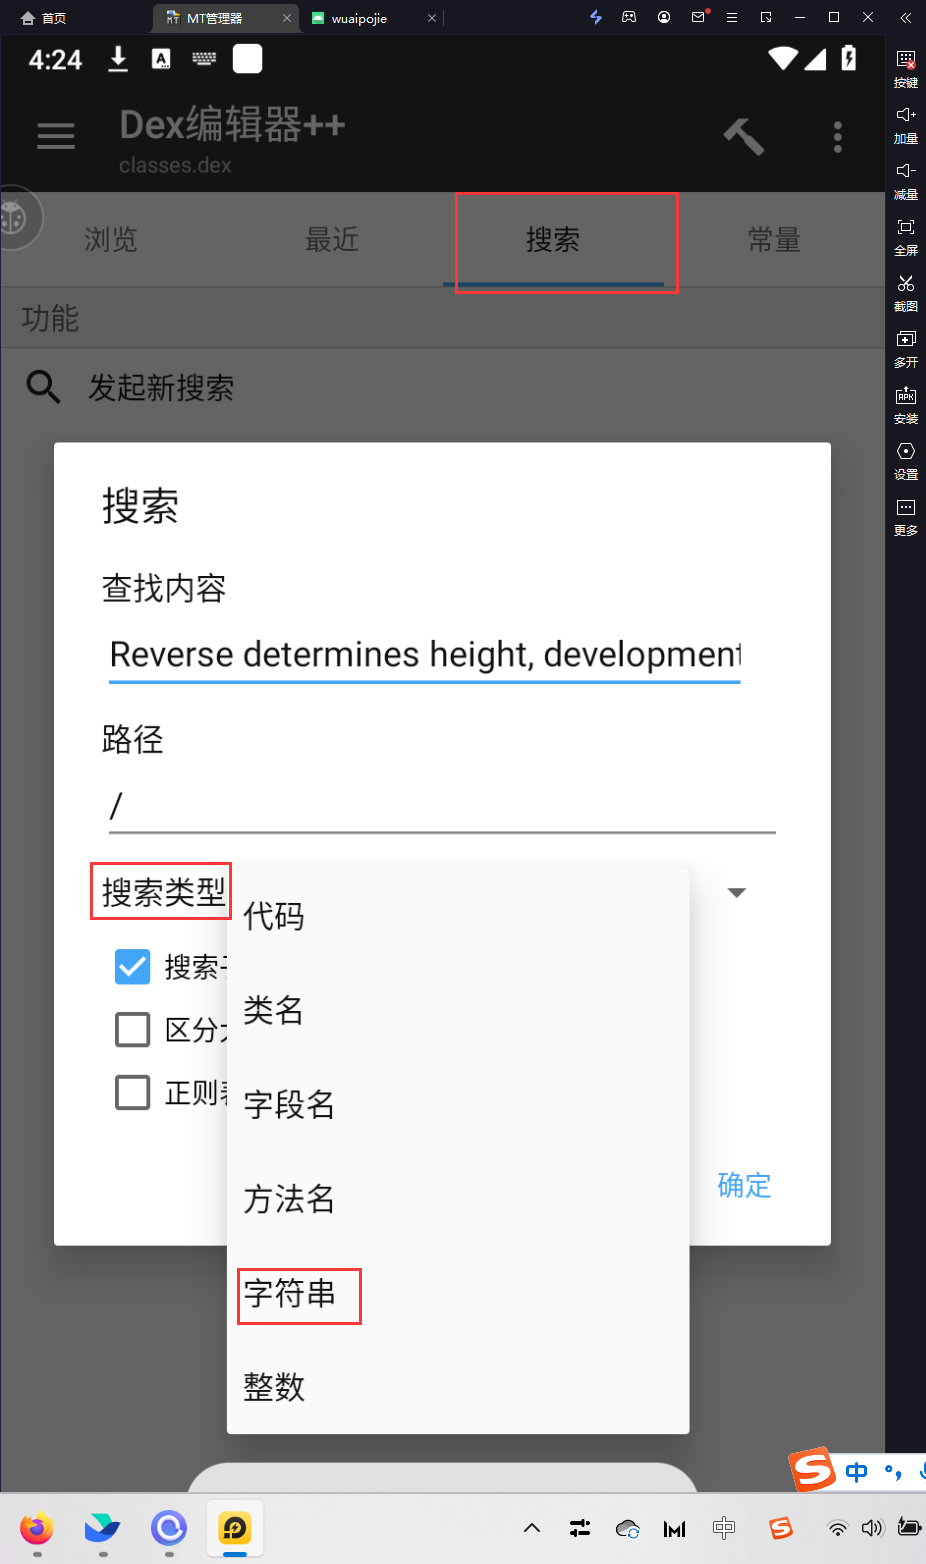 首页
MT管理器
wuaipojie
4:24
Dex编辑器++
classes.dex
浏览
最近
搜索
常量
功能
发起新搜索
搜索
查找内容
Reverse determines height, development
路径
/
搜索类型
代码
搜索
类名
区分
正则
字段名
方法名
确定
字符串
整数
按键
加量
减量
全屏
截图
多开
安装
设置
更多
中
中